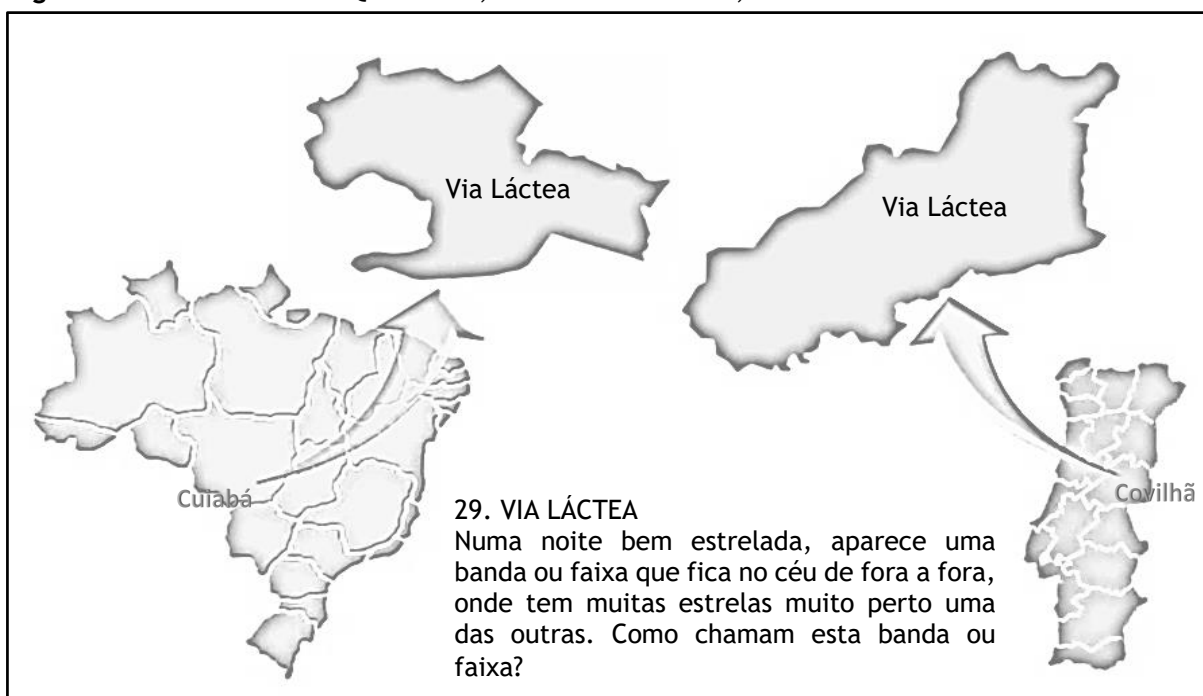 Via Láctea
Via Láctea
Cuiabá
Covilhã
29. VIA LÁCTEA
Numa noite bem estrelada, aparece uma
banda ou faixa que fica no céu de fora a fora,
onde tem muitas estrelas muito perto uma
das outras. Como chamam esta banda ou
faixa?